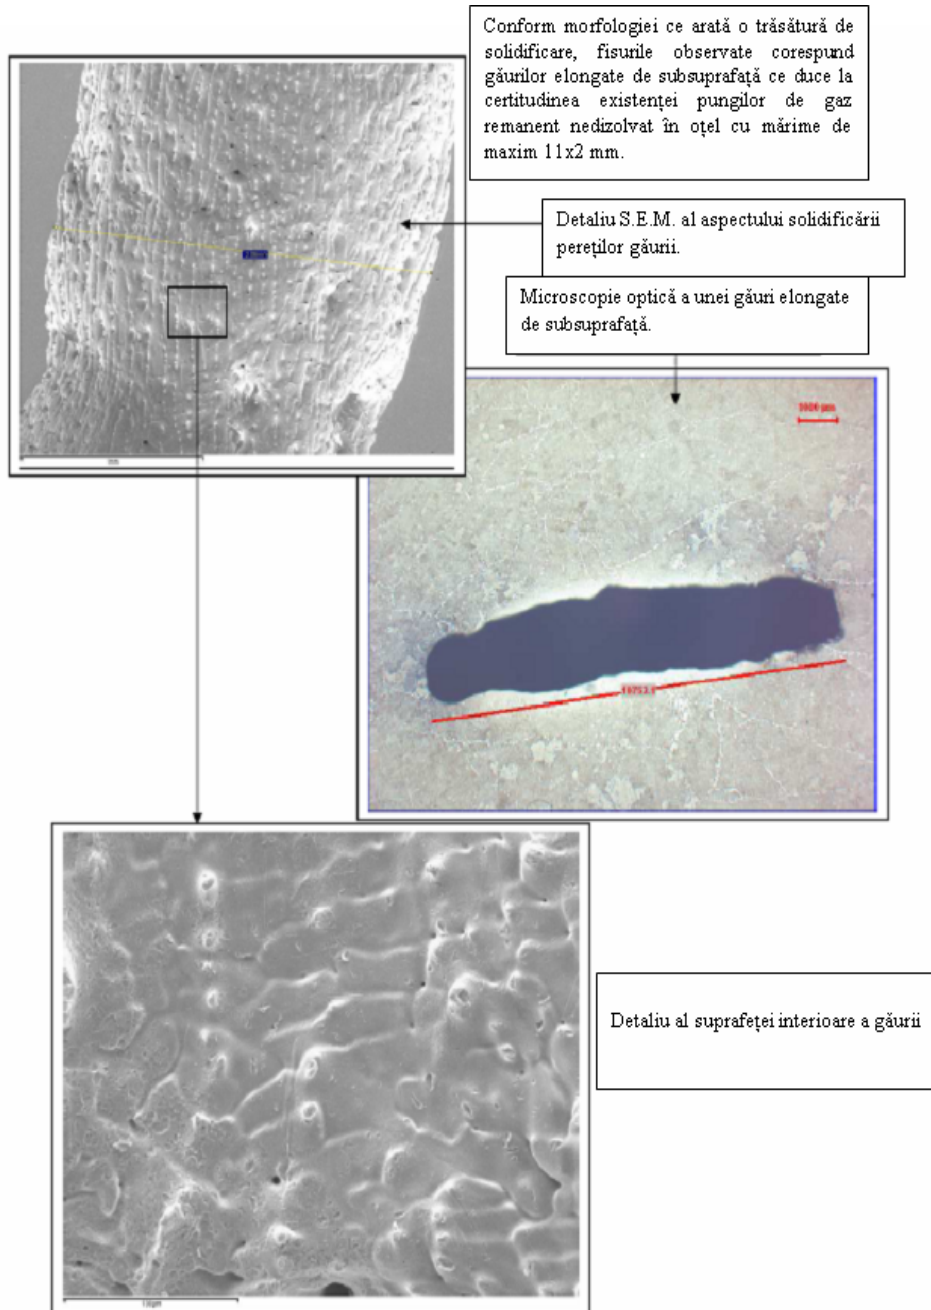 Conform morfologiei ce arată o trăsătură de
solidificare, fisurile observate corespund
găurilor elongate de subsuprafață ce duce la
certitudinea existenței pungilor de gaz
remanent nedizolvat în oțel cu mărime de
maxim 11x2 mm.
Detaliu S.E.M. al aspectului solidificării
pereților găurii.
Microscopie optică a unei găuri elongate
de subsuprafață.
1000 µm
Detaliu al suprafeței interioare a găurii